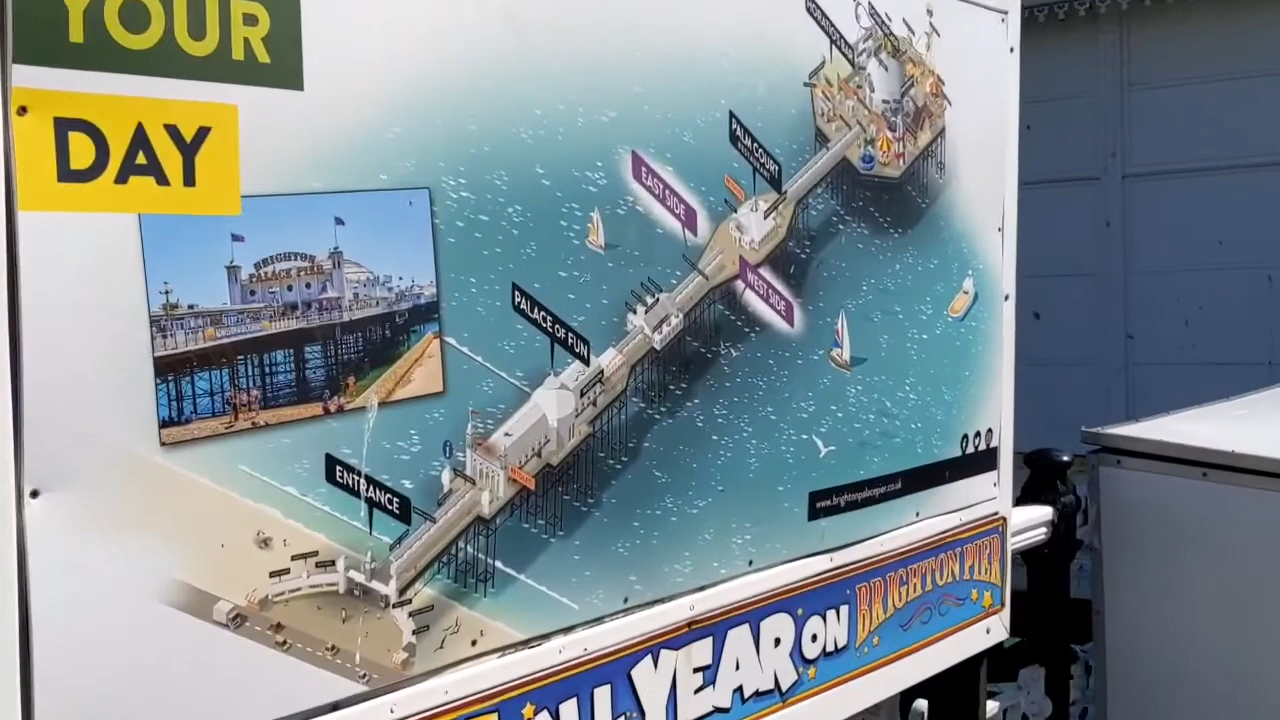 YOUR
DAY
HORATIO'S BAR
PALM COURT
RESTAURANT
EAST SIDE
BRIGHTON
PALACE PIER
WEST SIDE
PALACE OF FUN
ENTRANCE
www.brightonpalacepier.co.uk
ALL YEAR ON BRIGHTON PIER